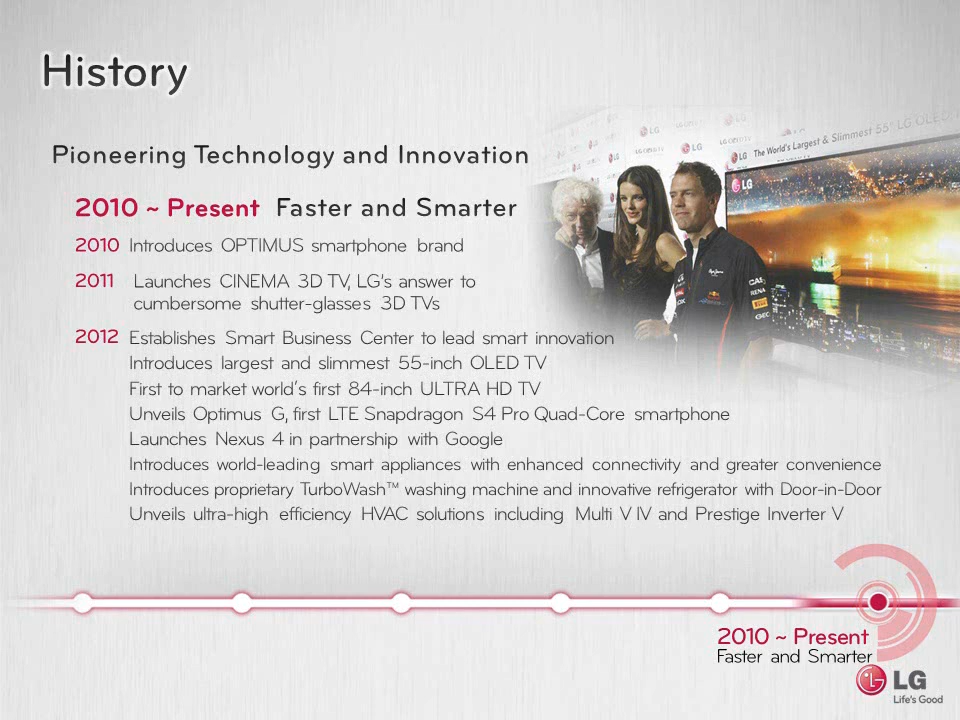 History
Pioneering Technology and Innovation
2010 ~ Present Faster and Smarter
2010 Introduces OPTIMUS smartphone brand
2011 Launches CINEMA 3D TV, LG's answer to
cumbersome shutter-glasses 3D TVs
2012 Establishes Smart Business Center to lead smart innovation
Introduces largest and slimmest 55-inch OLED TV
First to market world's first 84-inch ULTRA HD TV
Unveils Optimus G, first LTE Snapdragon S4 Pro Quad-Core smartphone
Launches Nexus 4 in partnership with Google
Introduces world-leading smart appliances with enhanced connectivity and greater convenience
Introduces proprietary TurboWash™ washing machine and innovative refrigerator with Door-in-Door
Unveils ultra-high efficiency HVAC solutions including Multi V IV and Prestige Inverter V
LG
LG
LG The World's Largest & Slimmest 55" LG OLED
LG
2010 ~ Present
Faster and Smarter
LG
Life's Good